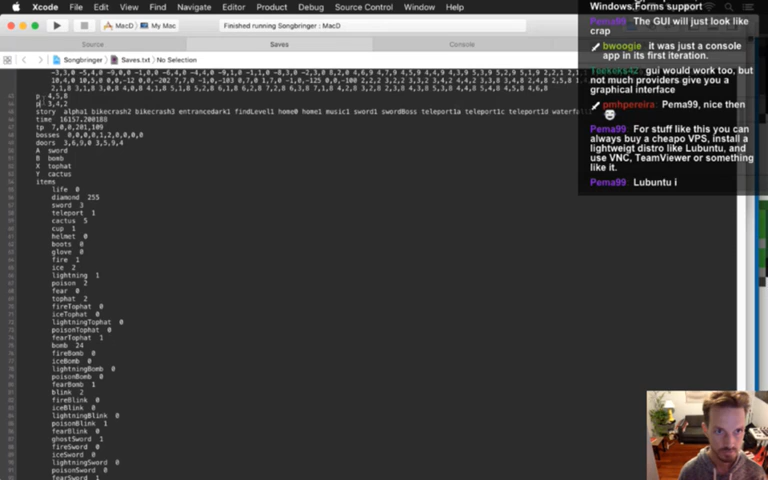 Xcode File Edit View Find Navigate Editor Product Debug Source Control Window Help
MacD My Mac
Finished running Songbringer : MacD
Source Saves Console
Songbringer Saves.txt No Selection
p 4,5,8
p 3,4,2
story alpha1 bikecrash2 bikecrash3 entrancedark1 findLevel1 home0 home1 music1 sword1 swordBoss teleport1a teleport1c teleport1d
time 16157.200188
tp 7,0,0,201,109
bosses 0,0,0,0,1,2,0,0,0,0
doors 3,6,9,0 3,5,9,4
A sword
B bomb
X tophat
Y cactus
items
life 0
diamond 255
sword 3
teleport 1
cactus 5
cup 1
helmet 0
boots 0
glove 0
fire 1
ice 2
lightning 1
poison 2
fear 0
tophat 2
fireTophat 0
iceTophat 0
lightningTophat 0
poisonTophat 0
fearTophat 1
bomb 24
fireBomb 0
iceBomb 0
lightningBomb 0
poisonBomb 0
fearBomb 1
blink 2
fireBlink 0
iceBlink 0
lightningBlink 0
poisonBlink 1
fearBlink 0
ghostSword 1
fireSword 0
iceSword 0
lightningSword 0
poisonSword 0
fearSword 1
Windows.Forms support
Pema99: The GUI will just look like
crap
bwoogie it was just a console
app in its first iteration.
gui would work too, but
not much providers give you a
graphical interface
pmhpereira: Pema99, nice then
Pema99: For stuff like this you can
always buy a cheapo VPS, install a
lightweigt distro like Lubuntu, and
use VNC, TeamViewer or something
like it.
Pema99: Lubuntu i